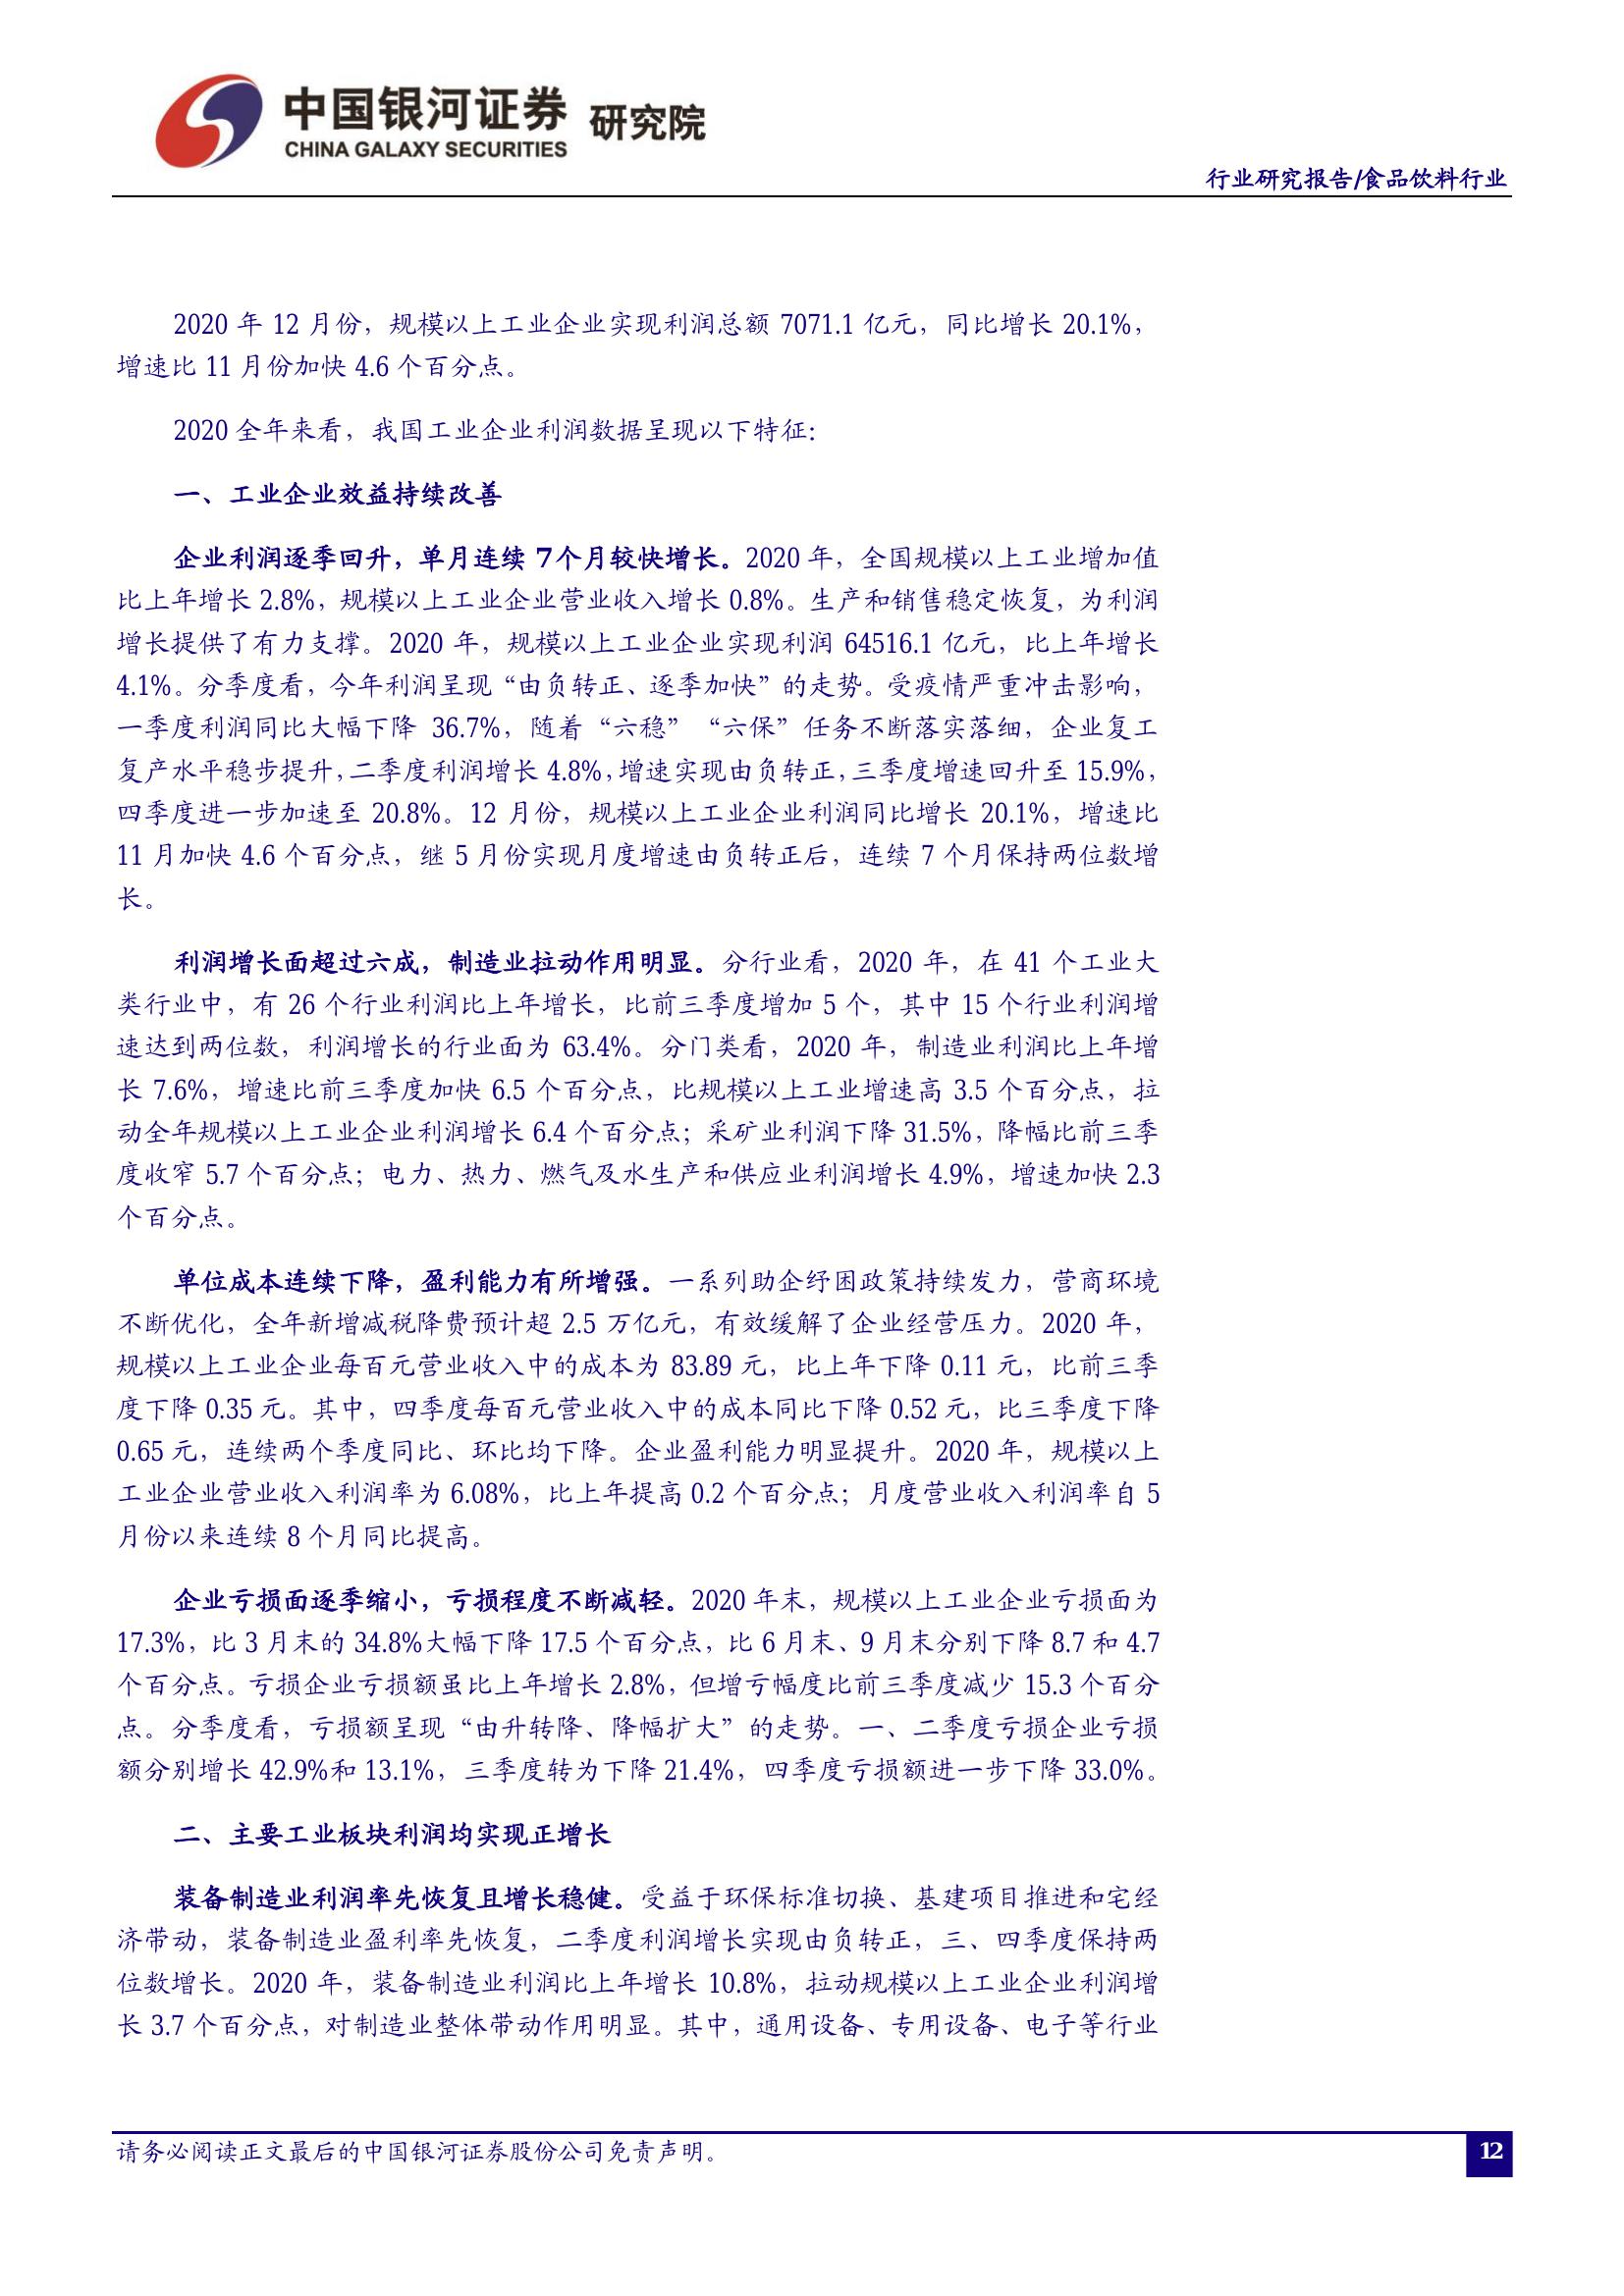 中国银河证券 研究院
CHINA GALAXY SECURITIES
行业研究报告/食品饮料行业
2020 年 12 月份，规模以上工业企业实现利润总额 7071.1 亿元，同比增长 20.1%，
增速比 11 月份加快 4.6 个百分点。
2020 全年来看，我国工业企业利润数据呈现以下特征：
一、工业企业效益持续改善
企业利润逐季回升，单月连续 7个月较快增长。2020 年，全国规模以上工业增加值
比上年增长 2.8%，规模以上工业企业营业收入增长 0.8%。生产和销售稳定恢复，为利润
增长提供了有力支撑。2020 年，规模以上工业企业实现利润 64516.1 亿元，比上年增长
4.1%。分季度看，今年利润呈现“由负转正、逐季加快”的走势。受疫情严重冲击影响，
一季度利润同比大幅下降 36.7%，随着“六稳”“六保”任务不断落实落细，企业复工
复产水平稳步提升，二季度利润增长 4.8%，增速实现由负转正，三季度增速回升至 15.9%，
四季度进一步加速至 20.8%。12 月份，规模以上工业企业利润同比增长 20.1%，增速比
11 月加快 4.6 个百分点，继 5 月份实现月度增速由负转正后，连续 7 个月保持两位数增
长。
利润增长面超过六成，制造业拉动作用明显。分行业看，2020 年，在 41 个工业大
类行业中，有 26 个行业利润比上年增长，比前三季度增加 5 个，其中 15 个行业利润增
速达到两位数，利润增长的行业面为 63.4%。分门类看，2020 年，制造业利润比上年增
长 7.6%，增速比前三季度加快 6.5 个百分点，比规模以上工业增速高 3.5 个百分点，拉
动全年规模以上工业企业利润增长 6.4 个百分点；采矿业利润下降 31.5%，降幅比前三季
度收窄 5.7 个百分点；电力、热力、燃气及水生产和供应业利润增长 4.9%，增速加快 2.3
个百分点。
单位成本连续下降，盈利能力有所增强。一系列助企纾困政策持续发力，营商环境
不断优化，全年新增减税降费预计超 2.5 万亿元，有效缓解了企业经营压力。2020 年，
规模以上工业企业每百元营业收入中的成本为 83.89 元，比上年下降 0.11 元，比前三季
度下降 0.35 元。其中，四季度每百元营业收入中的成本同比下降 0.52 元，比三季度下降
0.65 元，连续两个季度同比、环比均下降。企业盈利能力明显提升。2020 年，规模以上
工业企业营业收入利润率为 6.08%，比上年提高 0.2 个百分点；月度营业收入利润率自 5
月份以来连续 8 个月同比提高。
企业亏损面逐季缩小，亏损程度不断减轻。2020 年末，规模以上工业企业亏损面为
17.3%，比 3 月末的 34.8%大幅下降 17.5 个百分点，比 6 月末、9 月末分别下降 8.7 和 4.7
个百分点。亏损企业亏损额虽比上年增长 2.8%，但增亏幅度比前三季度减少 15.3 个百分
点。分季度看，亏损额呈现“由升转降、降幅扩大”的走势。一、二季度亏损企业亏损
额分别增长 42.9%和 13.1%，三季度转为下降 21.4%，四季度亏损额进一步下降 33.0%。
二、主要工业板块利润均实现正增长
装备制造业利润率先恢复且增长稳健。受益于环保标准切换、基建项目推进和宅经
济带动，装备制造业盈利率先恢复，二季度利润增长实现由负转正，三、四季度保持两
位数增长。2020 年，装备制造业利润比上年增长 10.8%，拉动规模以上工业企业利润增
长 3.7 个百分点，对制造业整体带动作用明显。其中，通用设备、专用设备、电子等行业
请务必阅读正文最后的中国银河证券股份公司免责声明。
12